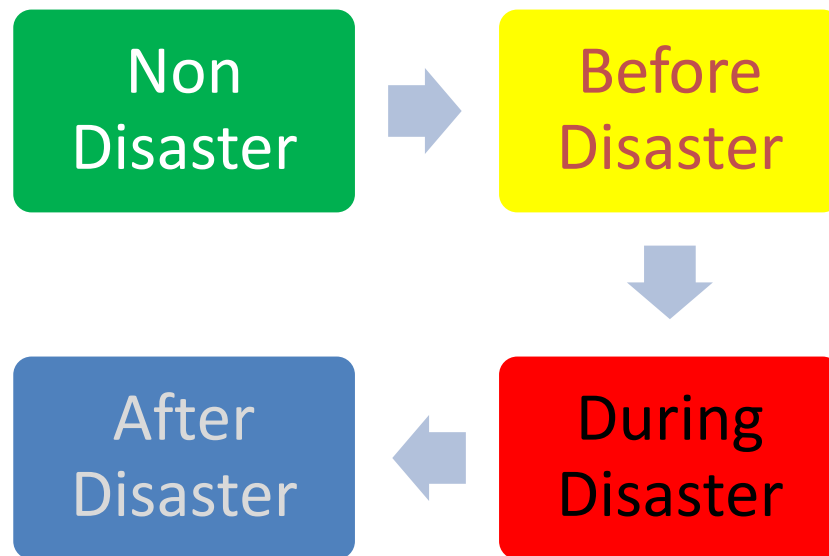 Non
Disaster
Before
Disaster
During
Disaster
After
Disaster